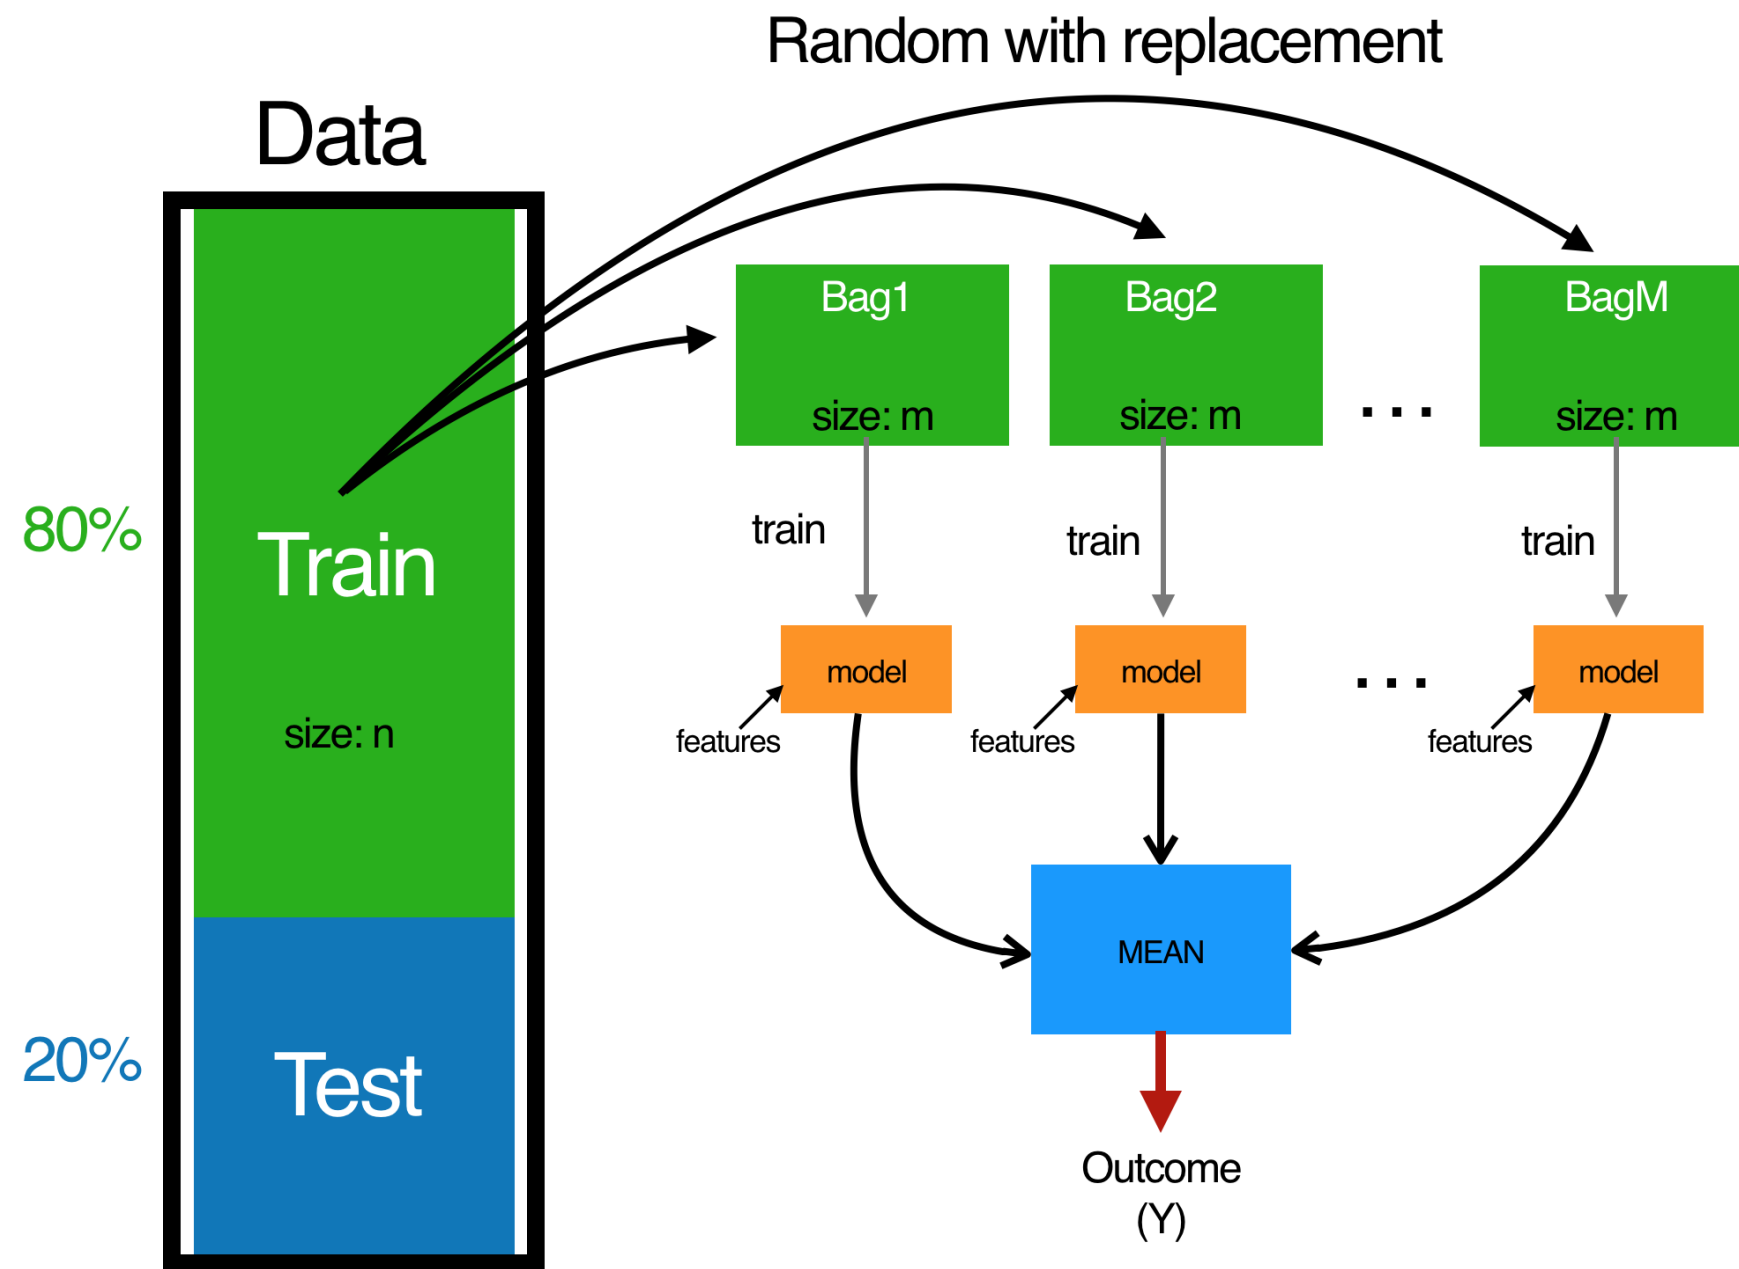 Random with replacement
Data
80%
Train
size: n
20%
Test
Bag1
size: m
Bag2
size: m
...
BagM
size: m
train
train
train
model
model
...
model
features
features
features
MEAN
Outcome
(Y)